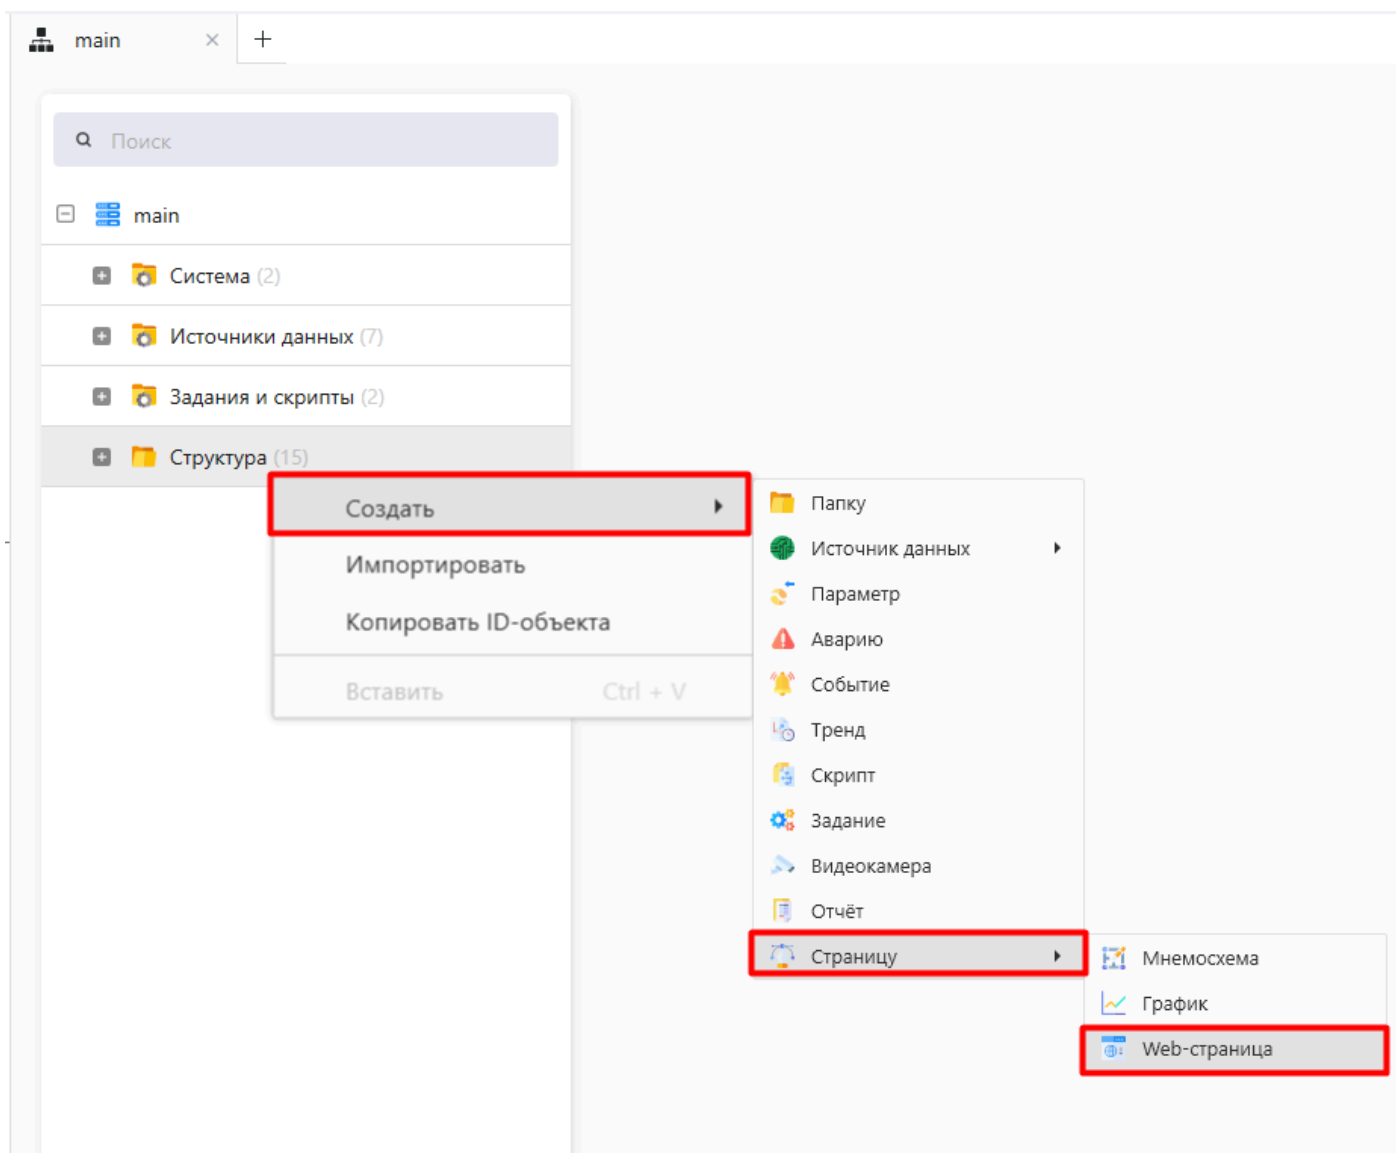 main
Поиск
main
Система (2)
Источники данных (7)
Задания и скрипты (2)
Структура (15)
Создать
Импортировать
Копировать ID-объекта
Вставить Ctrl + V
Папку
Источник данных
Параметр
Аварию
Событие
Тренд
Скрипт
Задание
Видеокамера
Отчёт
Страницу
Мнемосхема
График
Web-страница